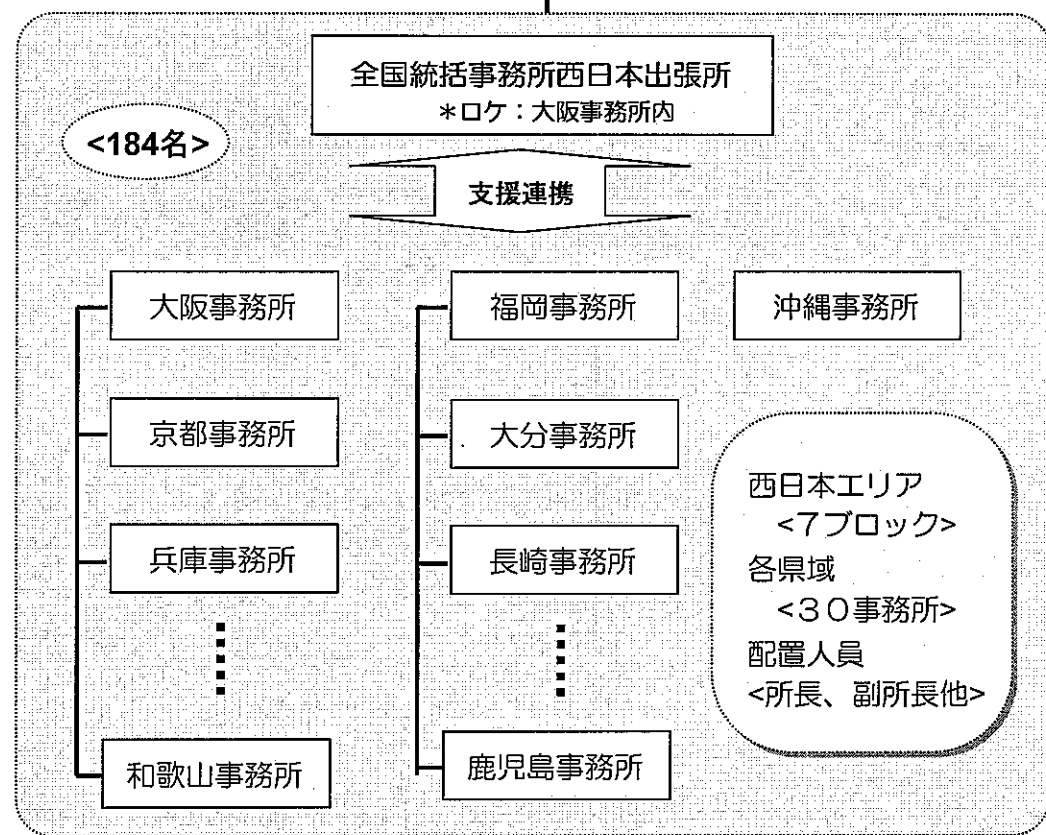 全国統括事務所西日本出張所
*ロケ：大阪事務所内
<184名>
支援連携
大阪事務所
福岡事務所
沖縄事務所
京都事務所
大分事務所
兵庫事務所
長崎事務所
和歌山事務所
鹿児島事務所
西日本エリア
<7ブロック>
各県域
<30事務所>
配置人員
<所長、副所長他>